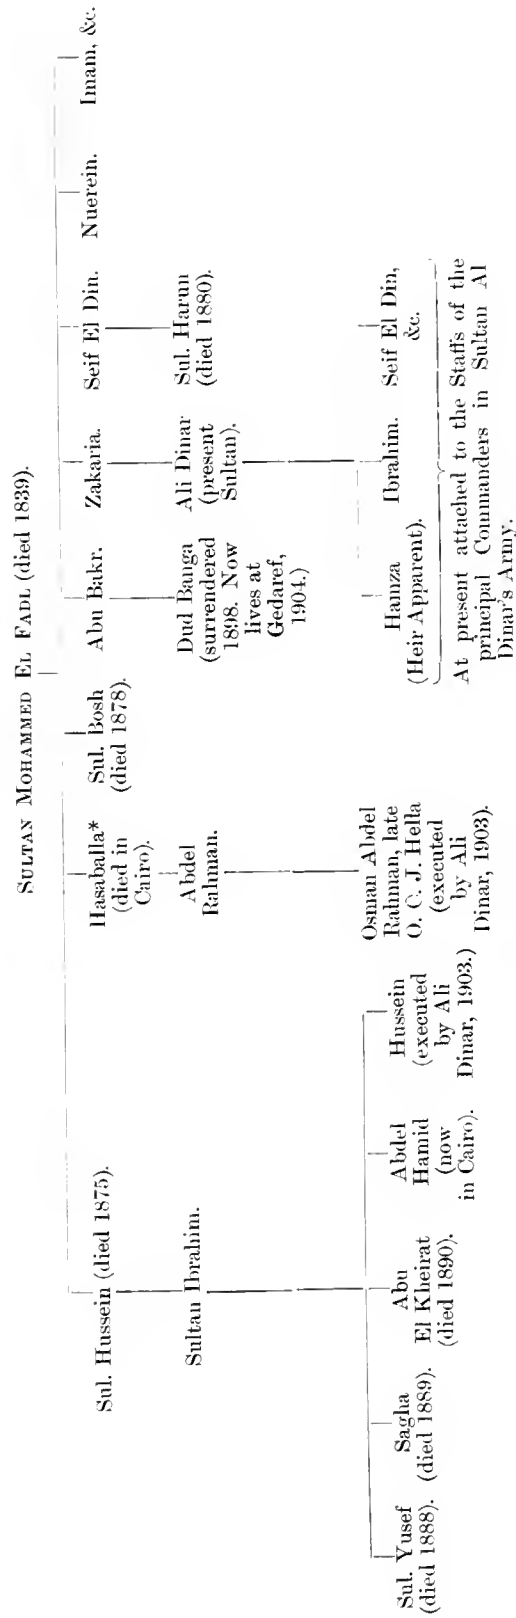 SULTAN MOHAMMED EL FADL (died 1839).
Sul. Hussein (died 1875).
Hasaballa*
(died in
Cairo).
Sul. Bosh
(died 1878).
Abu Bakr.
Zakaria.
Seif El Din.
Nuerein.
Imam, &c.
Sultan Ibrahim.
Abdel
Rahman.
Dud Banga
(surrendered
1898. Now
lives at
Gedaref,
1904.)
Ali Dinar
(present
Sultan).
Sul. Harun
(died 1880).
Sul. Yusef
(died 1888).
Sagha
(died 1889).
Abu
El Kheirat
(died 1890).
Abdel
Hamid
(now
in Cairo).
Hussein
(executed
by Ali
Dinar, 1903.)
Osman Abdel
Rahman, late
O. C. J. Hella
(executed
by Ali
Dinar, 1903).
Hamza
(Heir Apparent).
Ibrahim.
Seif El Din,
&c.
At present attached to the Staffs of the
principal Commanders in Sultan Al
Dinar's Army.